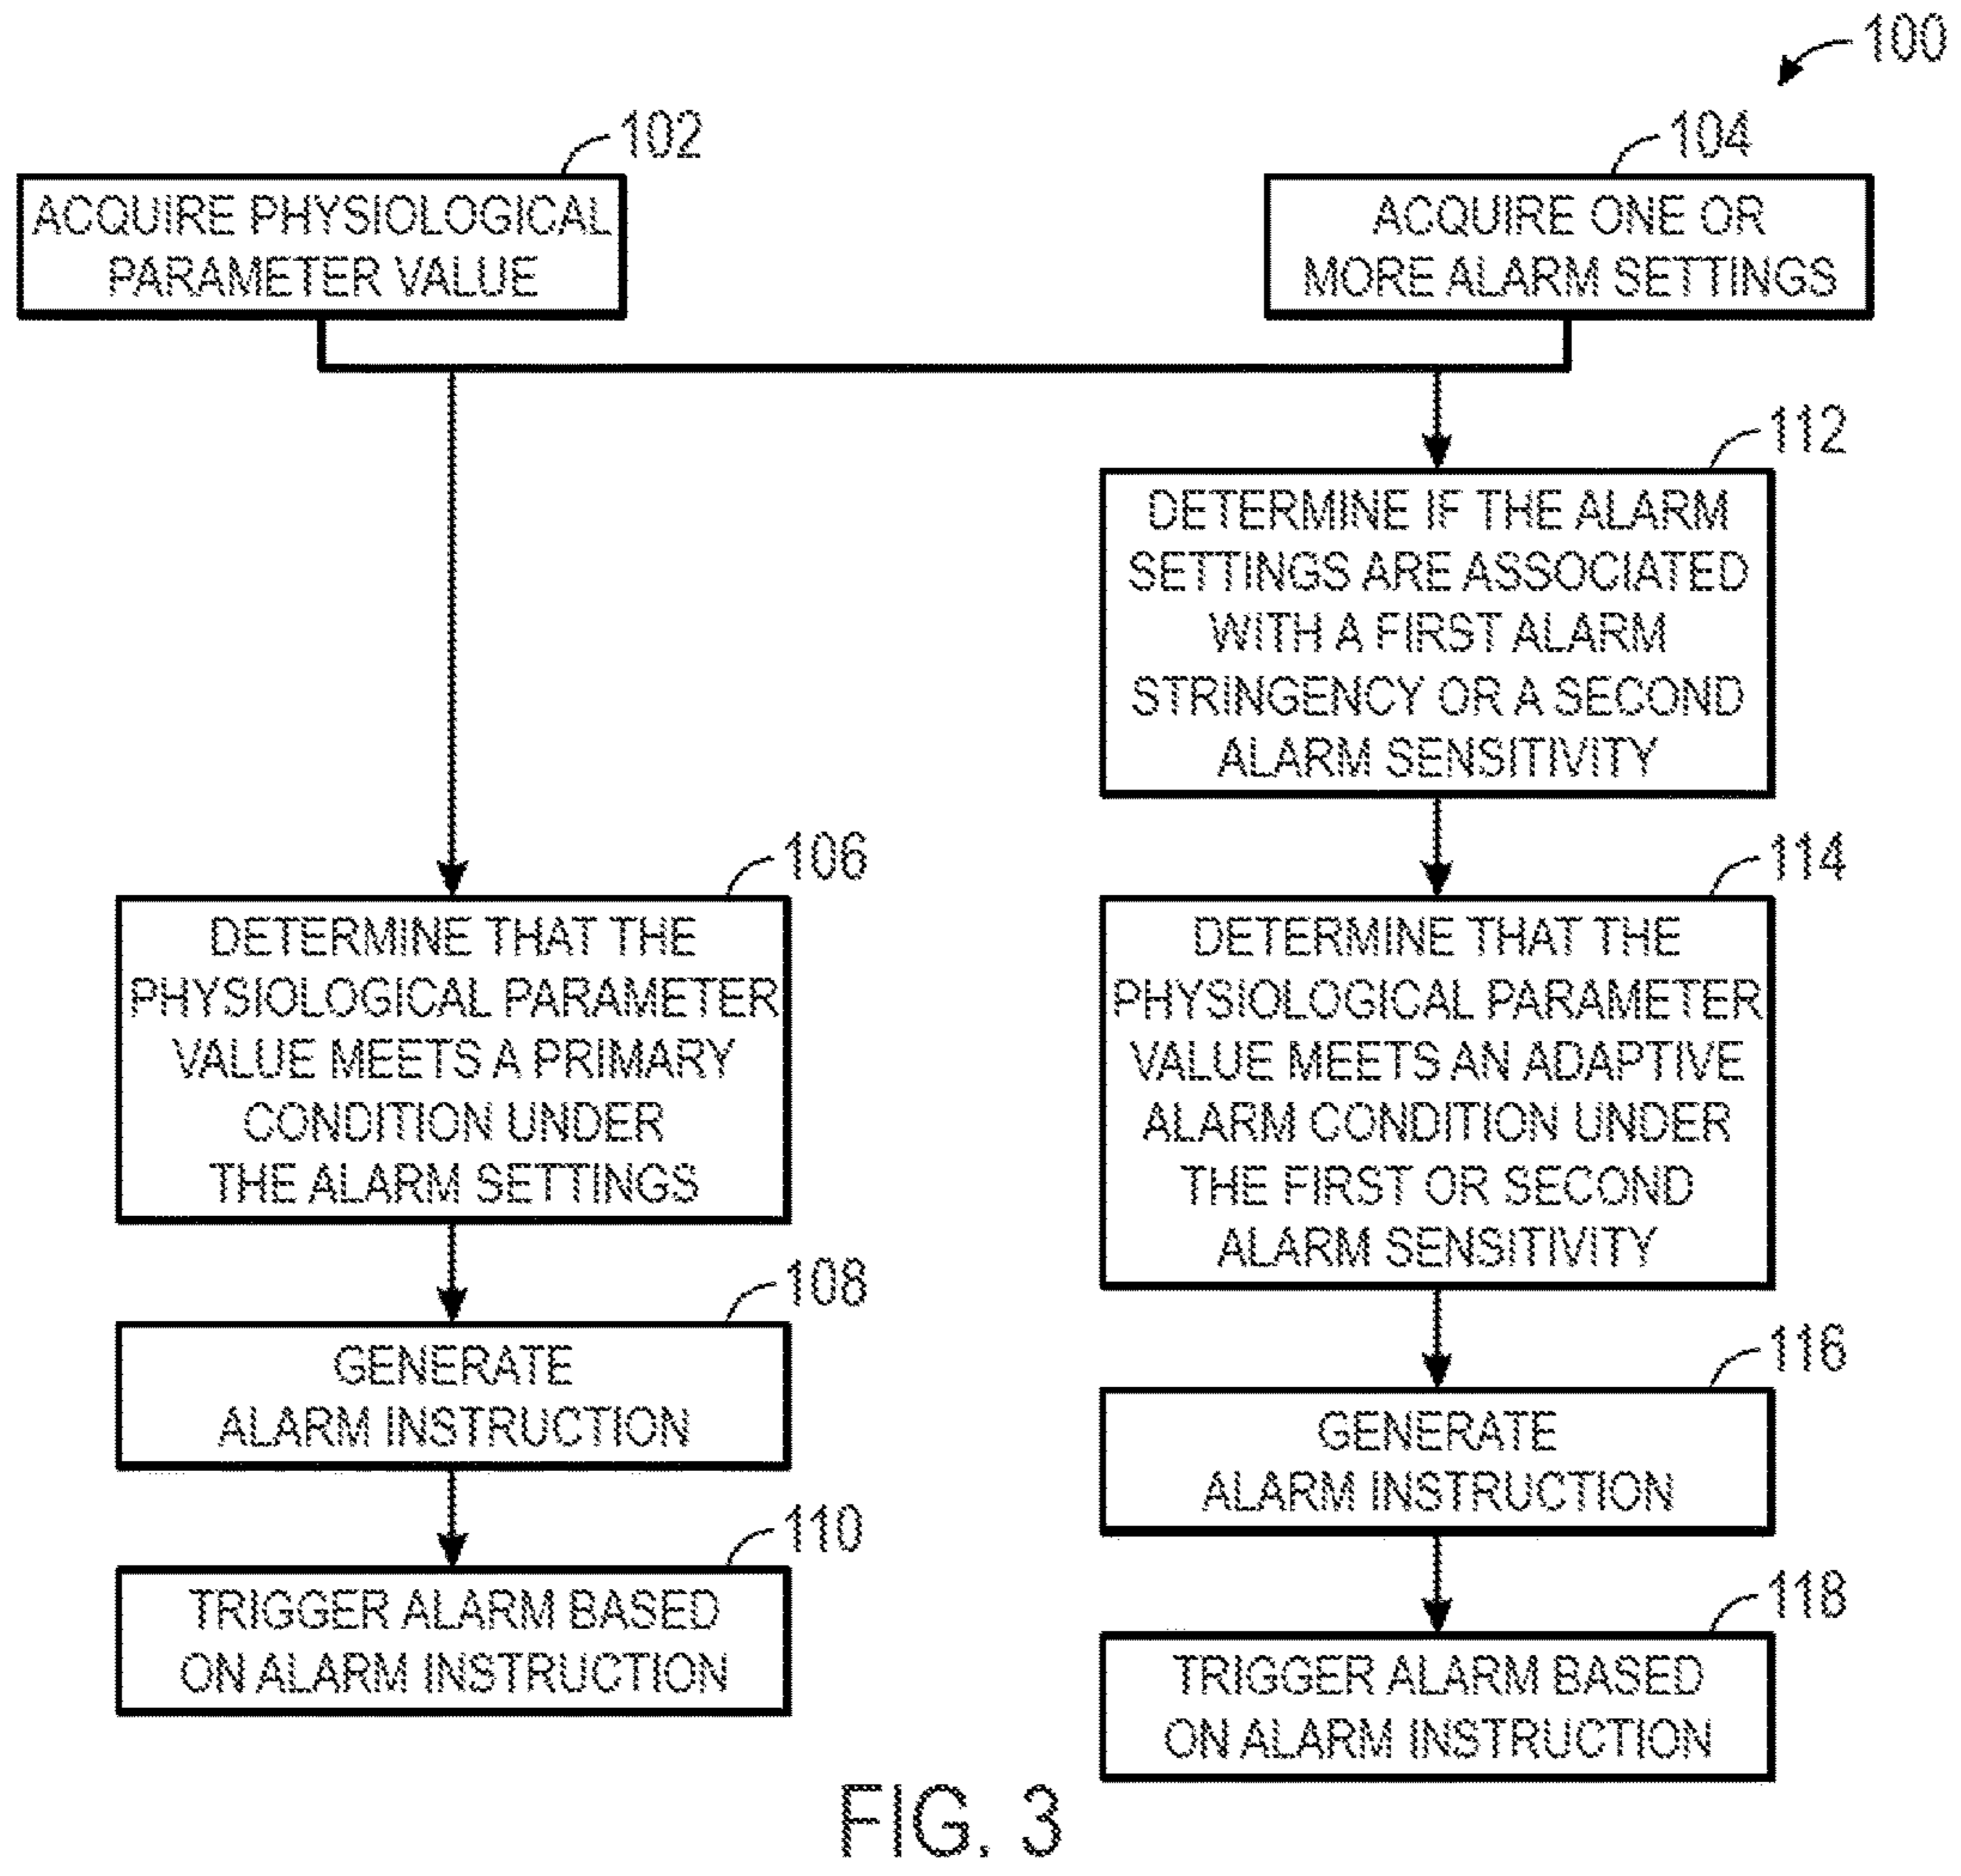 100
102
ACQUIRE PHYSIOLOGICAL
PARAMETER VALUE
104
ACQUIRE ONE OR
MORE ALARM SETTINGS
112
DETERMINE IF THE ALARM
SETTINGS ARE ASSOCIATED
WITH A FIRST ALARM
STRINGENCY OR A SECOND
ALARM SENSITIVITY
106
DETERMINE THAT THE
PHYSIOLOGICAL PARAMETER
VALUE MEETS A PRIMARY
CONDITION UNDER
THE ALARM SETTINGS
114
DETERMINE THAT THE
PHYSIOLOGICAL PARAMETER
VALUE MEETS AN ADAPTIVE
ALARM CONDITION UNDER
THE FIRST OR SECOND
ALARM SENSITIVITY
108
GENERATE
ALARM INSTRUCTION
116
GENERATE
ALARM INSTRUCTION
110
TRIGGER ALARM BASED
ON ALARM INSTRUCTION
118
TRIGGER ALARM BASED
ON ALARM INSTRUCTION
FIG. 3